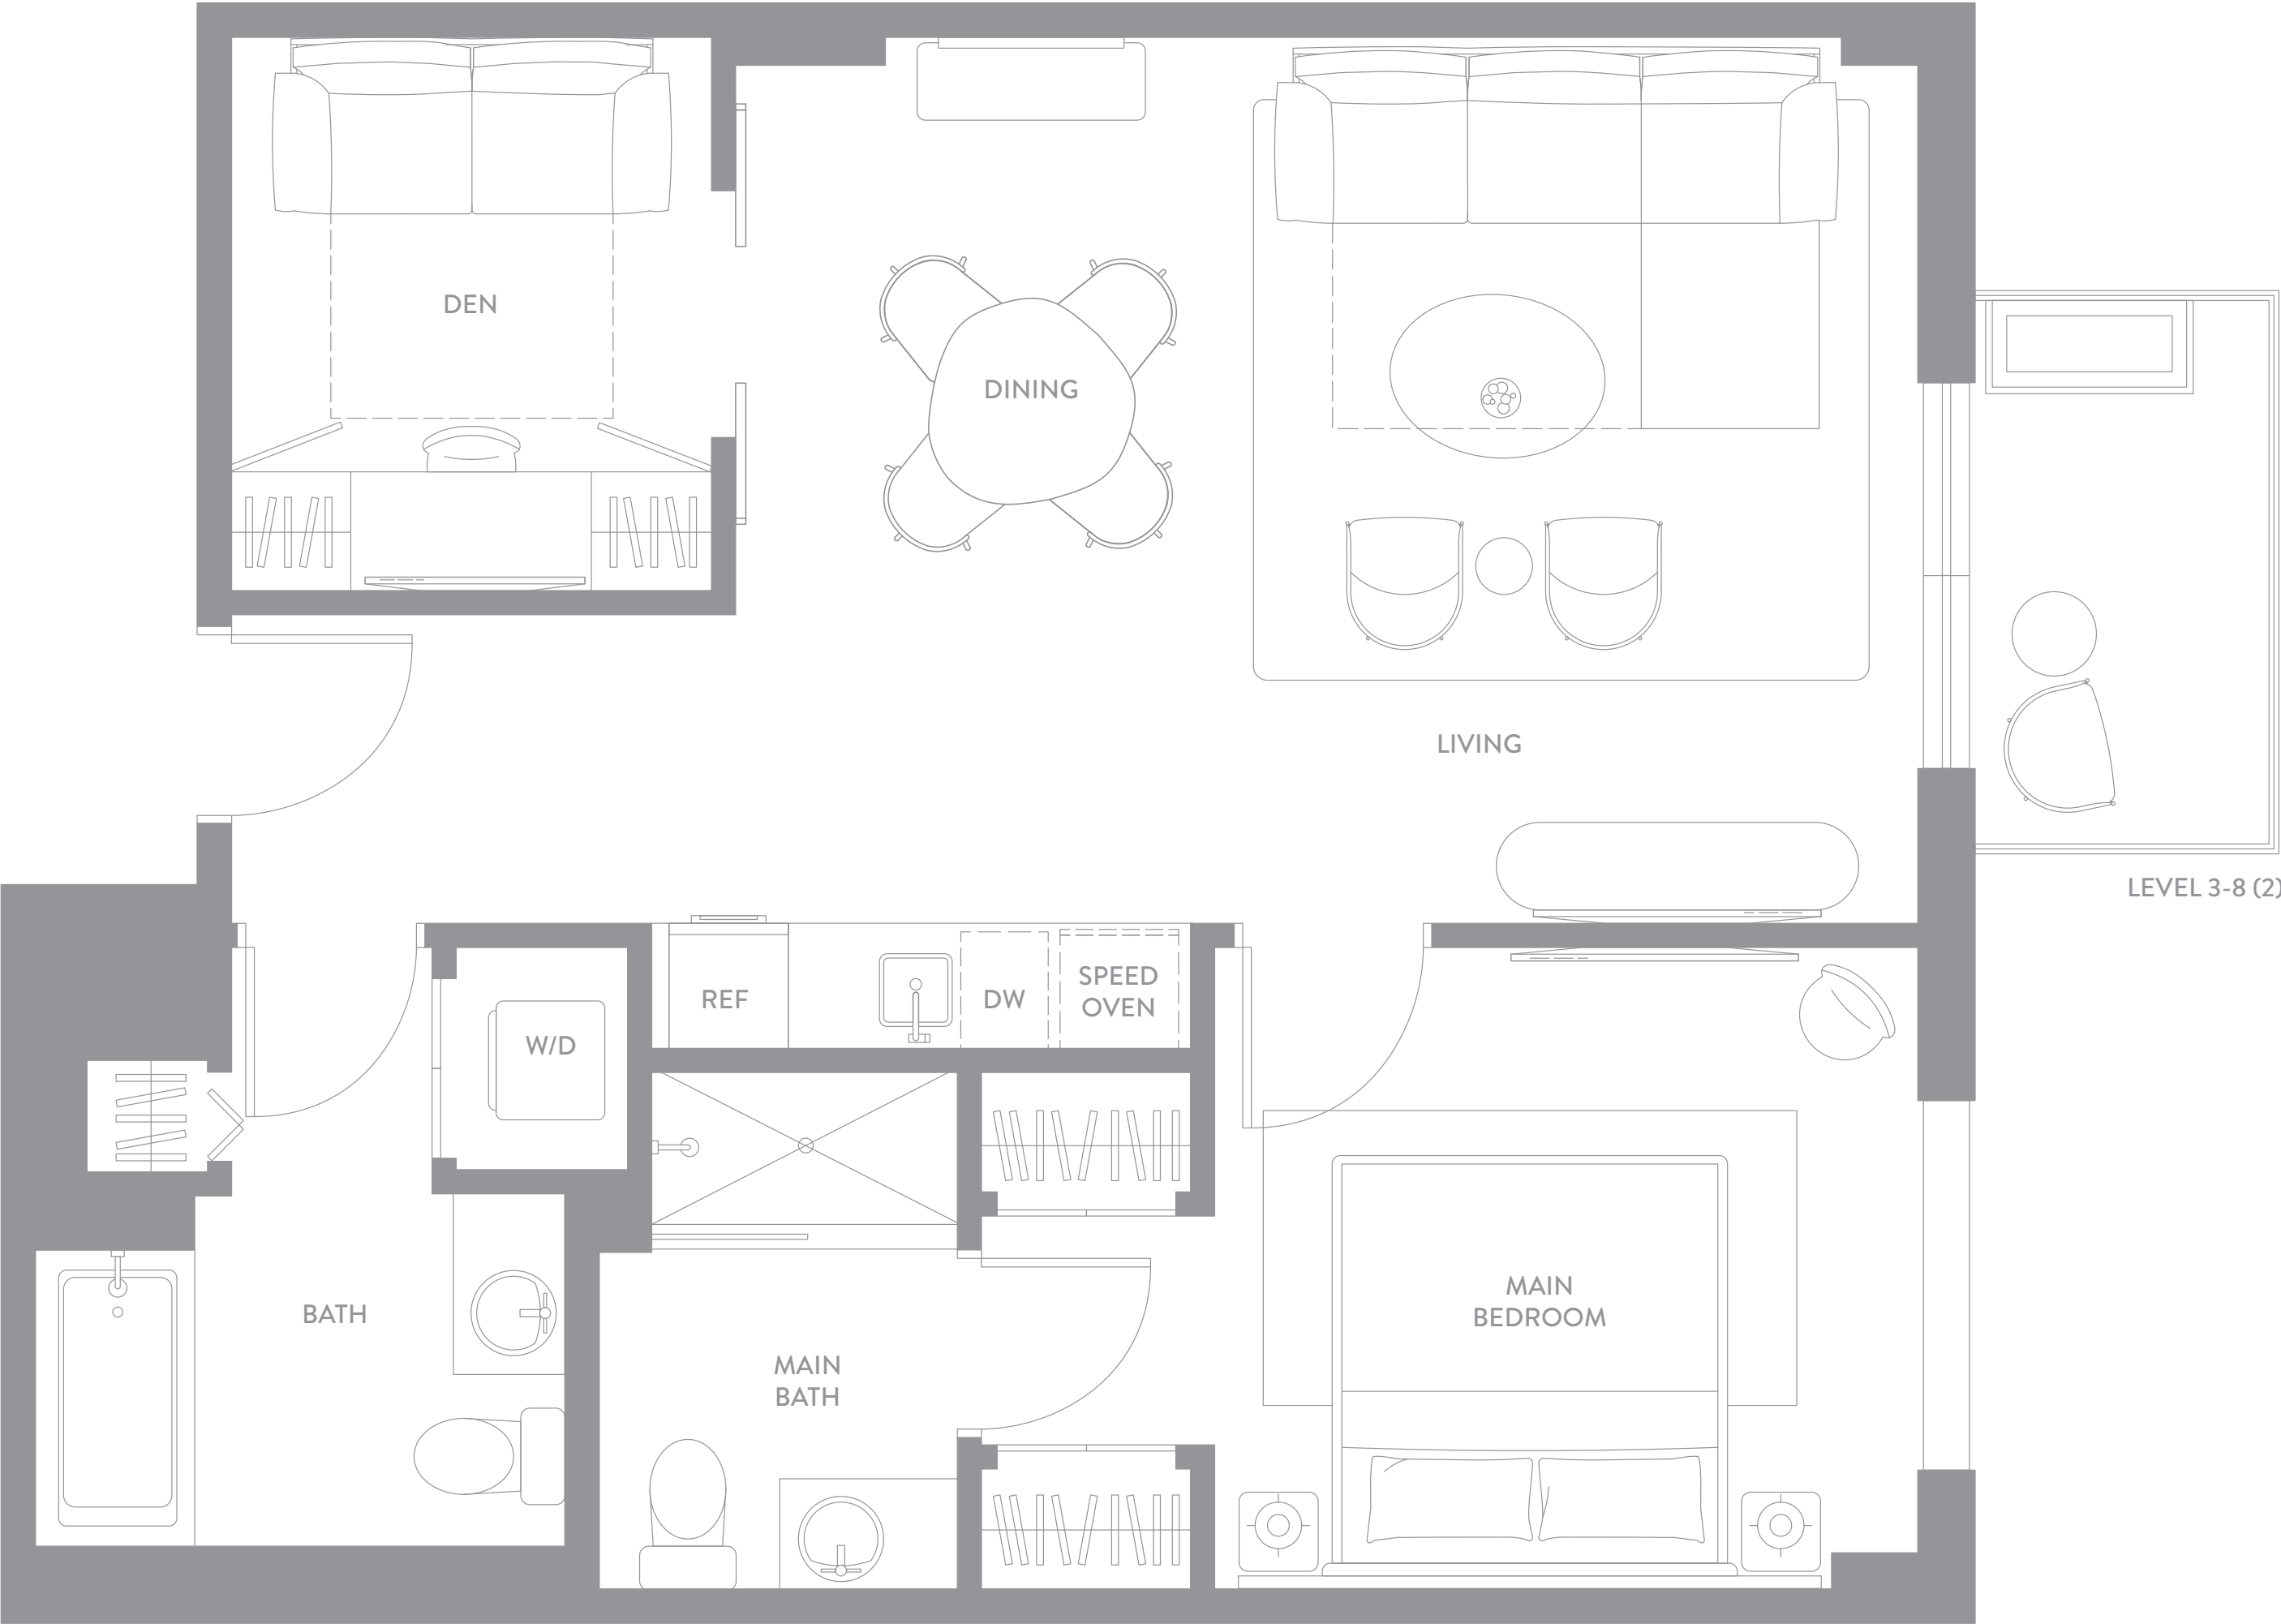 DEN
DINING
LIVING
LEVEL 3-8 (2)
REF
DW
SPEED
OVEN
W/D
BATH
MAIN
BATH
MAIN
BEDROOM